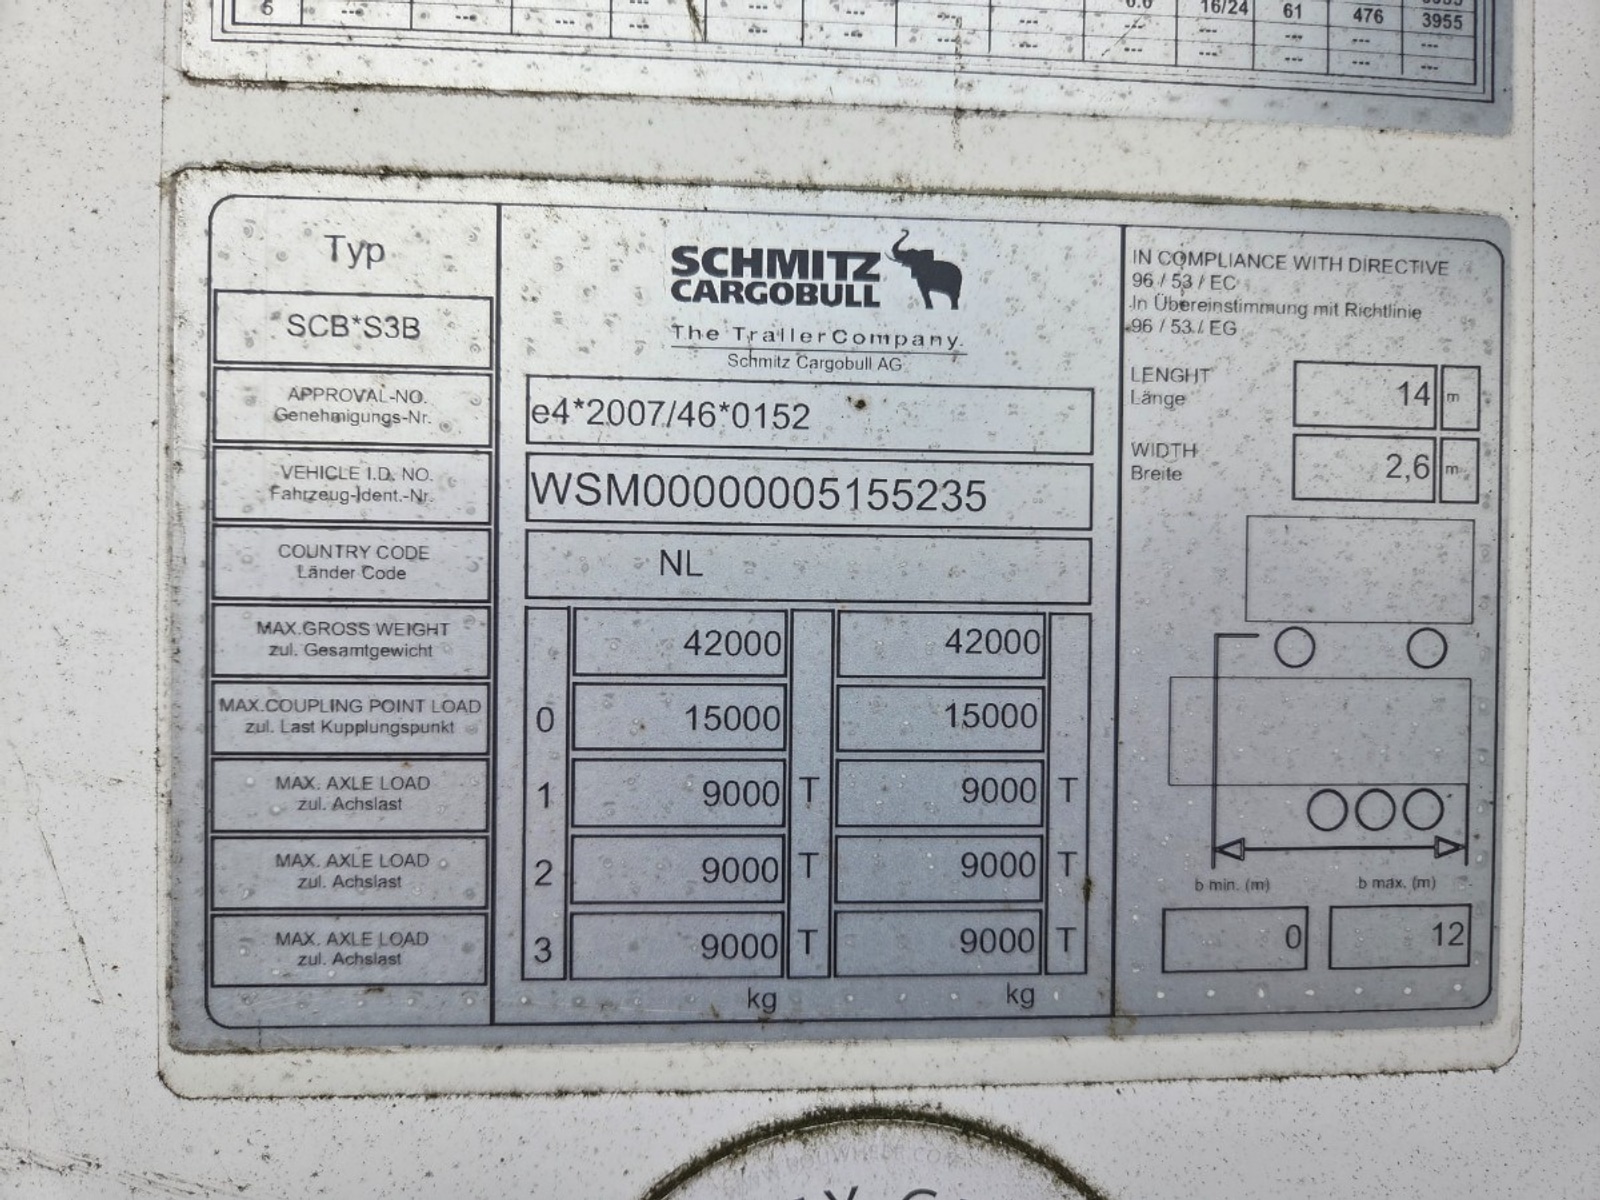 6 --- --- --- --- --- --- --- --- 16/24 61 476 3955
--- --- --- --- --- --- --- --- --- --- --- --- ---
Typ
SCB*S3B
APPROVAL-NO.
Genehmigungs-Nr.
VEHICLE I.D. NO.
Fahrzeug-Ident.-Nr.
COUNTRY CODE
Länder Code
MAX.GROSS WEIGHT
zul. Gesamtgewicht
MAX.COUPLING POINT LOAD
zul. Last Kupplungspunkt
MAX. AXLE LOAD
zul. Achslast
MAX. AXLE LOAD
zul. Achslast
MAX. AXLE LOAD
zul. Achslast
SCHMITZ
CARGOBULL
The Trailer Company.
Schmitz Cargobull AG
e4*2007/46*0152
WSM00000005155235
NL
42000 42000
0 15000 15000
1 9000 T 9000 T
2 9000 T 9000 T
3 9000 T 9000 T
kg kg
IN COMPLIANCE WITH DIRECTIVE
96 / 53 / EC
In Übereinstimmung mit Richtlinie
96 / 53 / EG
LENGHT
Länge
14 m
WIDTH
Breite
2,6 m
b min. (m) b max. (m)
0 12